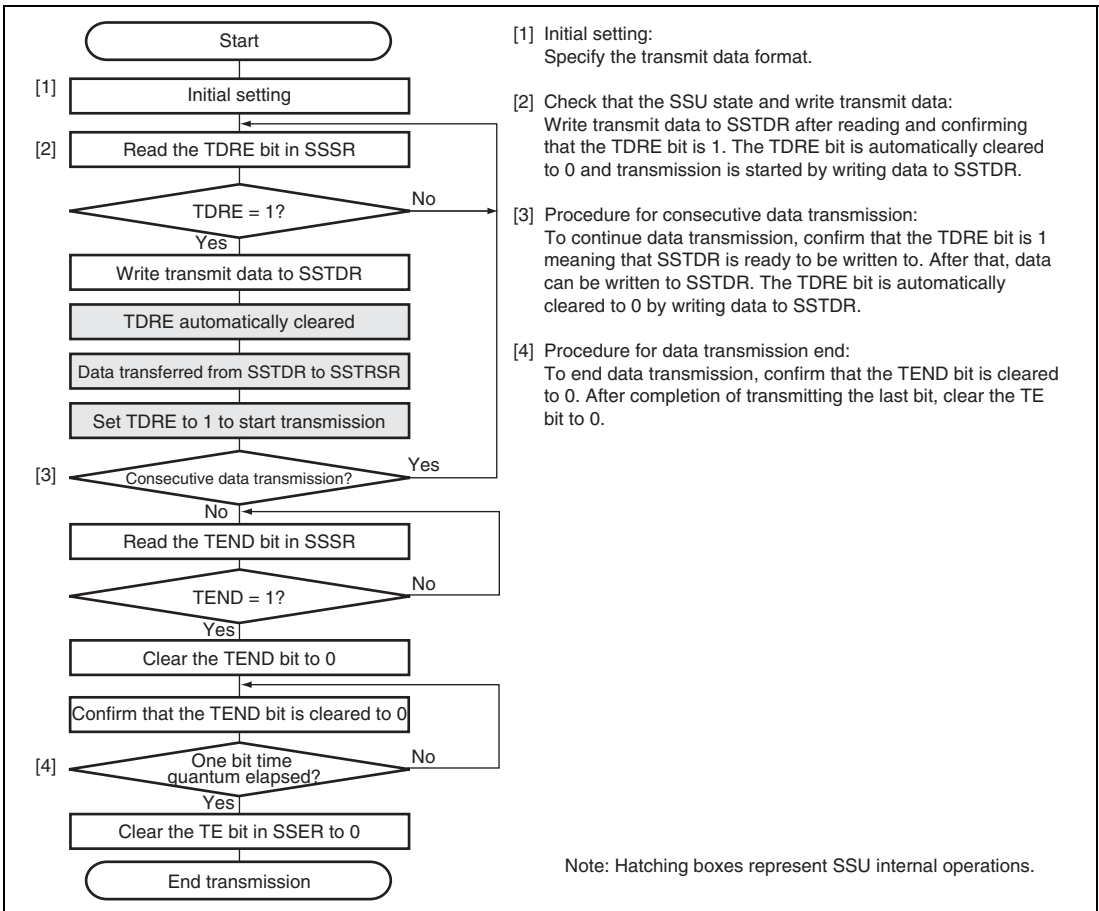 Start
[1] Initial setting
[2] Read the TDRE bit in SSSR
TDRE = 1?
No
Yes
Write transmit data to SSTDR
TDRE automatically cleared
Data transferred from SSTDR to SSTRSR
Set TDRE to 1 to start transmission
[3] Consecutive data transmission?
Yes
No
Read the TEND bit in SSSR
TEND = 1?
No
Yes
Clear the TEND bit to 0
Confirm that the TEND bit is cleared to 0
[4] One bit time
quantum elapsed?
No
Yes
Clear the TE bit in SSER to 0
End transmission
[1] Initial setting:
Specify the transmit data format.
[2] Check that the SSU state and write transmit data:
Write transmit data to SSTDR after reading and confirming
that the TDRE bit is 1. The TDRE bit is automatically cleared
to 0 and transmission is started by writing data to SSTDR.
[3] Procedure for consecutive data transmission:
To continue data transmission, confirm that the TDRE bit is 1
meaning that SSTDR is ready to be written to. After that, data
can be written to SSTDR. The TDRE bit is automatically
cleared to 0 by writing data to SSTDR.
[4] Procedure for data transmission end:
To end data transmission, confirm that the TEND bit is cleared
to 0. After completion of transmitting the last bit, clear the TE
bit to 0.
Note: Hatching boxes represent SSU internal operations.